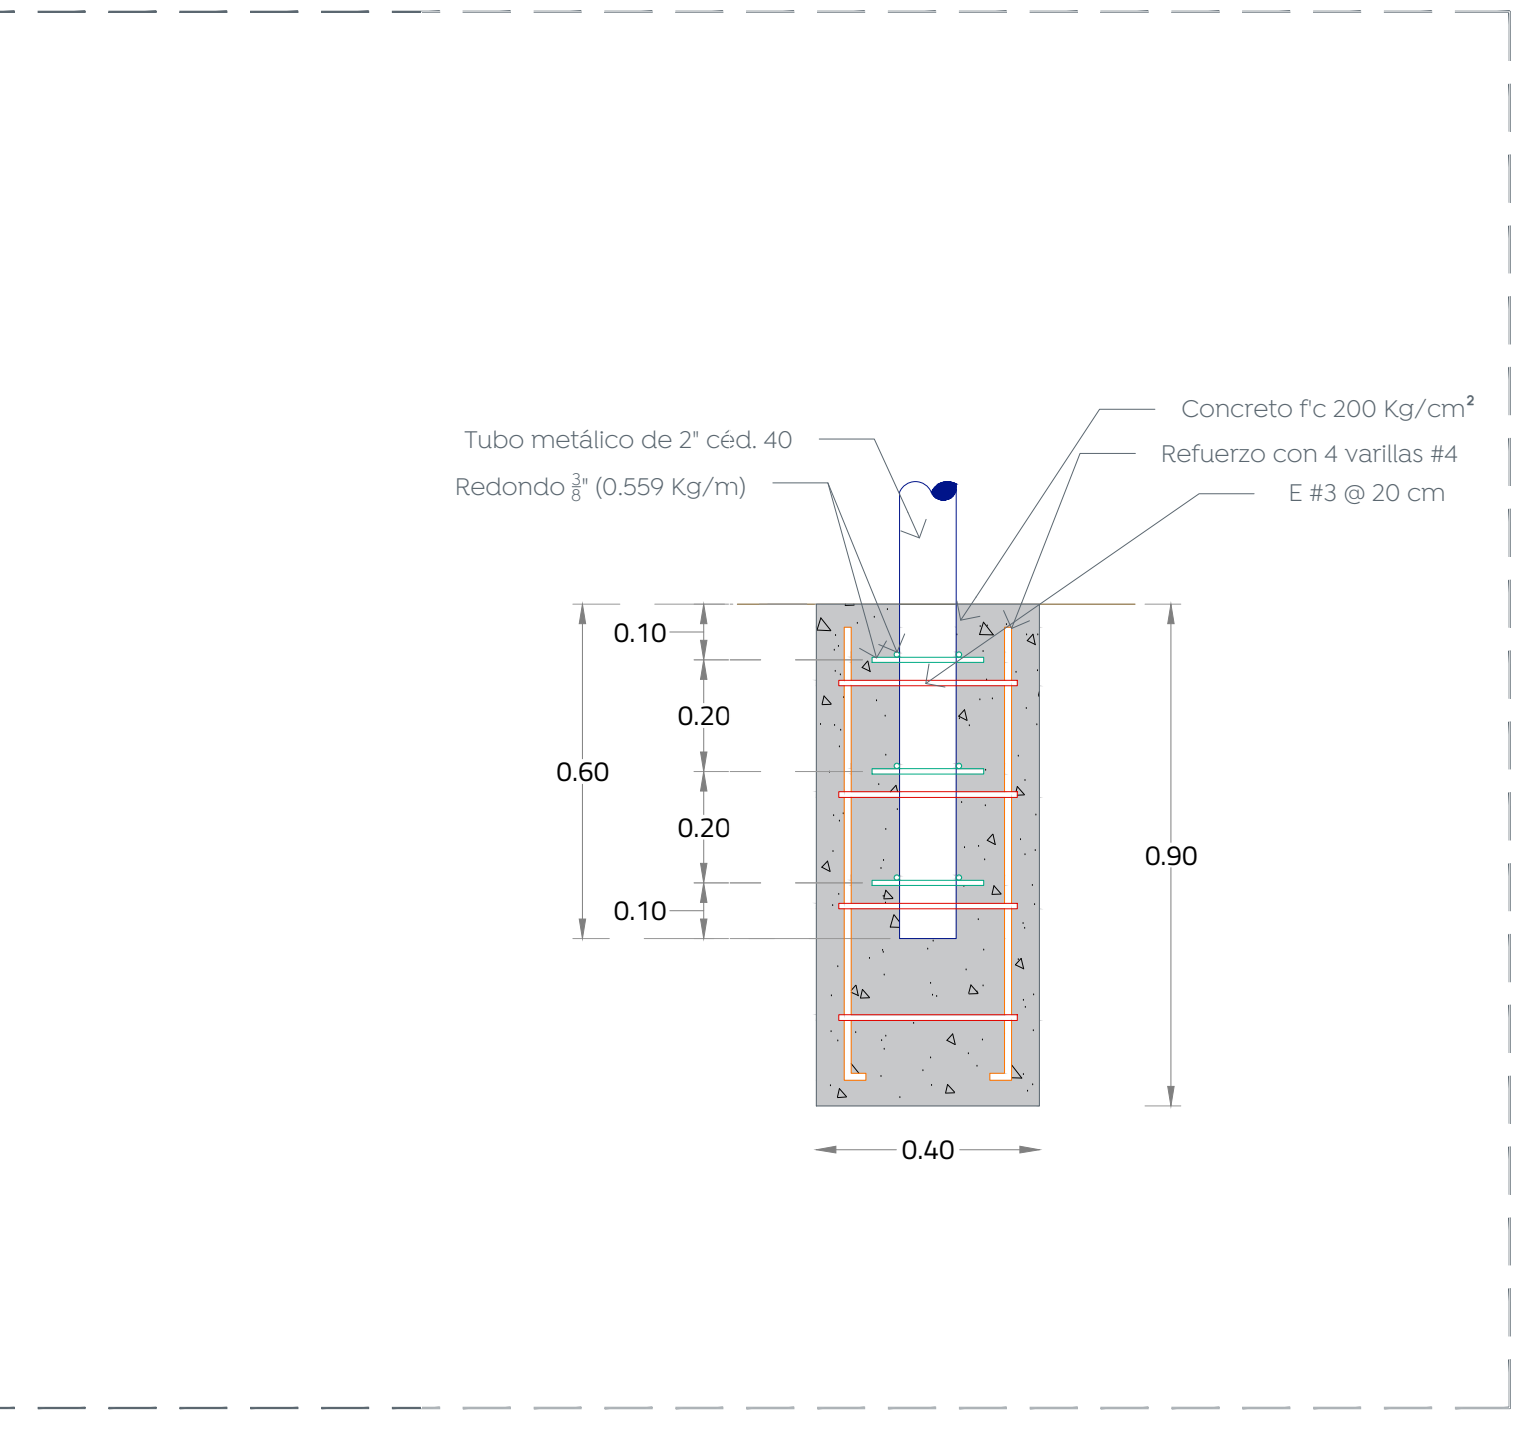 Concreto f'c 200 Kg/cm²
Tubo metálico de 2" céd. 40
Refuerzo con 4 varillas #4
Redondo 3/8" (0.559 Kg/m)
E #3 @ 20 cm
0.10
0.20
0.60
0.20
0.90
0.10
0.40